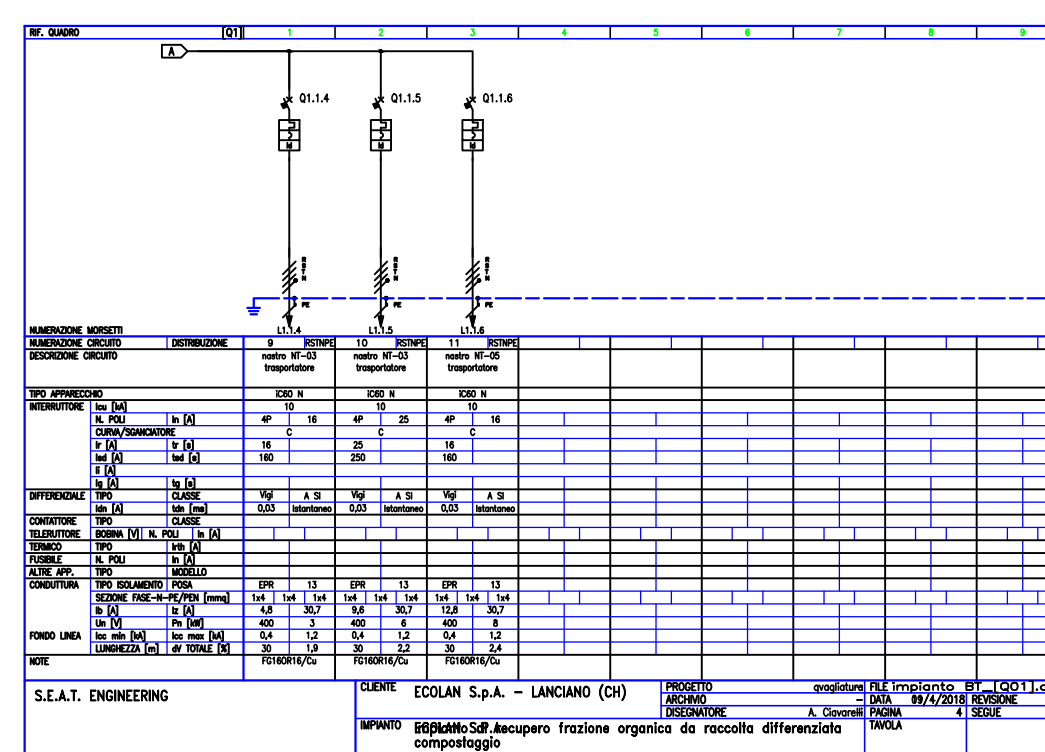 RIF. QUADRO [Q1] 1 2 3 4 5 6 7 8 9
A
Q1.1.4 Q1.1.5 Q1.1.6
Id Id Id
R R R
S S S
T T T
N N N
PE PE PE
NUMERAZIONE MORSETTI L1.1.4 L1.1.5 L1.1.6
NUMERAZIONE CIRCUITO DISTRIBUZIONE 9 RSTNPE 10 RSTNPE 11 RSTNPE
DESCRIZIONE CIRCUITO nastro NT-03 nastro NT-03 nastro NT-05
trasportatore trasportatore trasportatore
TIPO APPARECCHIO iC60 N iC60 N iC60 N
INTERRUTTORE Icu [kA] 10 10 10
N. POLI In [A] 4P 16 4P 25 4P 16
CURVA/SGANCIATORE C C C
Ir [A] tr [s] 16 25 16
Isd [A] tsd [s] 160 250 160
Ii [A]
Ig [A] tg [s]
DIFFERENZIALE TIPO CLASSE Vigi A SI Vigi A SI Vigi A SI
Idn [A] tdn [ms] 0,03 Istantaneo 0,03 Istantaneo 0,03 Istantaneo
CONTATTORE TIPO CLASSE
TELERUTTORE BOBINA [V] N. POLI In [A]
TERMICO TIPO Irth [A]
FUSIBILE N. POLI In [A]
ALTRE APP. TIPO MODELLO
CONDUTTURA TIPO ISOLAMENTO POSA EPR 13 EPR 13 EPR 13
SEZIONE FASE-N-PE/PEN [mmq] 1x4 1x4 1x4 1x4 1x4 1x4 1x4 1x4 1x4
Ib [A] Iz [A] 4,8 30,7 9,6 30,7 12,8 30,7
Un [V] Pn [kW] 400 3 400 6 400 8
FONDO LINEA Icc min [kA] Icc max [kA] 0,4 1,2 0,4 1,2 0,4 1,2
LUNGHEZZA [m] dV TOTALE [%] 30 1,9 30 2,2 30 2,4
NOTE FG16OR16/Cu FG16OR16/Cu FG16OR16/Cu
S.E.A.T. ENGINEERING
CLIENTE ECOLAN S.p.A. - LANCIANO (CH)
PROGETTO qvagliatura FILE impianto BT_[Q01].
ARCHIVIO - DATA 09/4/2018 REVISIONE
DISEGNATORE A. Ciavarelli PAGINA 4 SEGUE
IMPIANTO recupero frazione organica da raccolta differenziata
compostaggio
TAVOLA